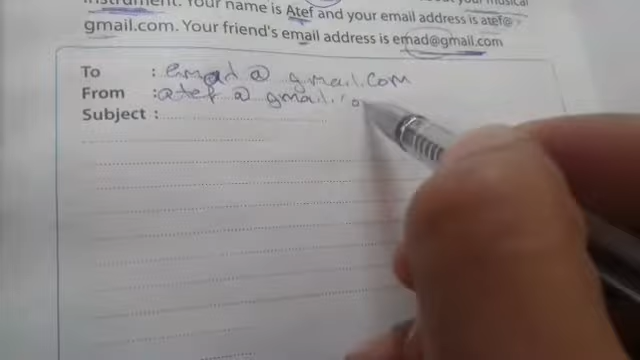 instrument. Your name is Atef and your email address is atef@
gmail.com. Your friend's email address is emad@gmail.com
To : emad @ gmail.com
From : atef @ gmail.co
Subject :